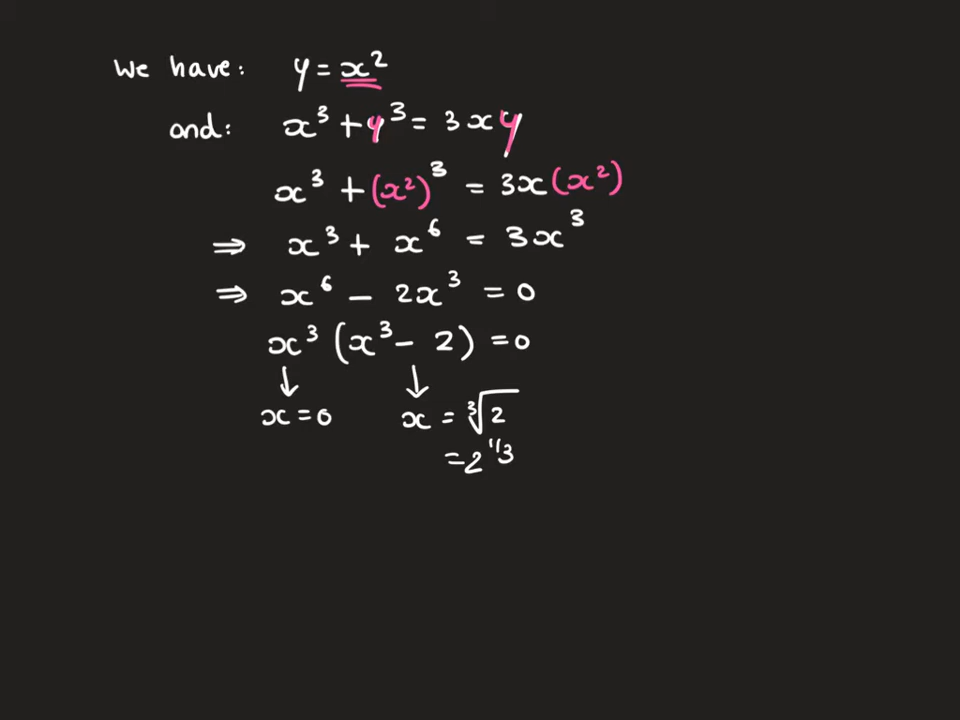 We have: y = x²
and: x³ + y³ = 3xy
x³ + (x²)³ = 3x(x²)
⇒ x³ + x⁶ = 3x³
⇒ x⁶ - 2x³ = 0
x³ (x³ - 2) = 0
↓ ↓
x = 0 x = ∛2
= 2^1/3